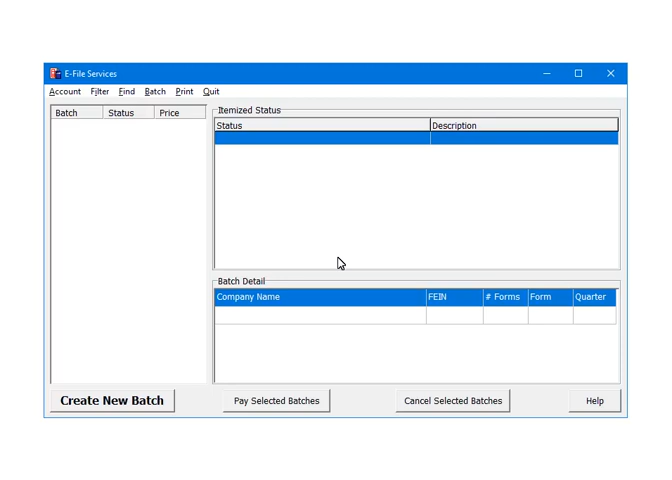 E-File Services
Account Filter Find Batch Print Quit
Batch Status Price
Itemized Status
Status Description
Batch Detail
Company Name FEIN # Forms Form Quarter
Create New Batch Pay Selected Batches Cancel Selected Batches Help